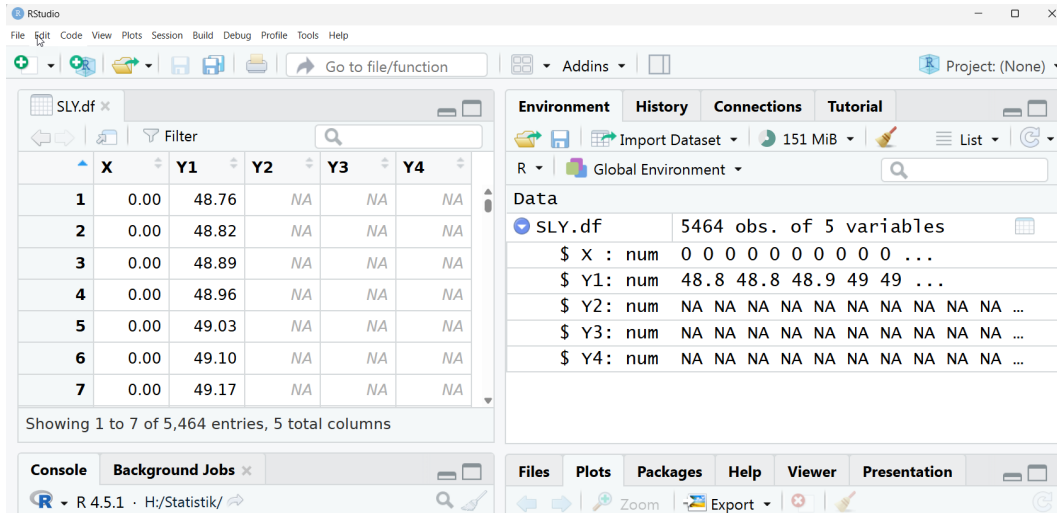 RStudio
File Edit Code View Plots Session Build Debug Profile Tools Help
Go to file/function Addins Project: (None)
SLY.df
Filter
X Y1 Y2 Y3 Y4
1 0.00 48.76 NA NA NA
2 0.00 48.82 NA NA NA
3 0.00 48.89 NA NA NA
4 0.00 48.96 NA NA NA
5 0.00 49.03 NA NA NA
6 0.00 49.10 NA NA NA
7 0.00 49.17 NA NA NA
Showing 1 to 7 of 5,464 entries, 5 total columns
Console Background Jobs
R R 4.5.1 · H:/Statistik/
Environment History Connections Tutorial
Import Dataset 151 MiB List
R Global Environment
Data
SLY.df 5464 obs. of 5 variables
$ X : num 0 0 0 0 0 0 0 0 0 0 ...
$ Y1: num 48.8 48.8 48.9 49 49 ...
$ Y2: num NA NA NA NA NA NA NA NA NA NA …
$ Y3: num NA NA NA NA NA NA NA NA NA NA …
$ Y4: num NA NA NA NA NA NA NA NA NA NA …
Files Plots Packages Help Viewer Presentation
Zoom Export